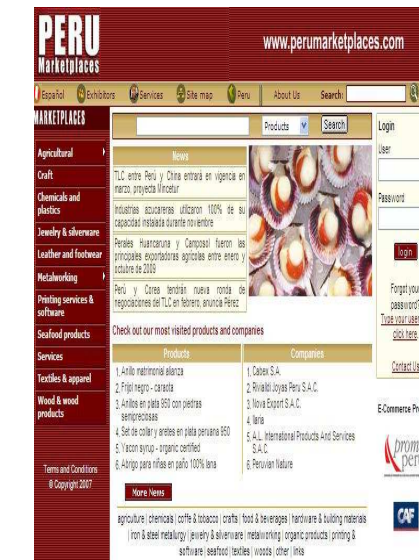 PERU
Marketplaces
www.perumarketplaces.com
Español
Exhibitors
Services
Site map
Peru
About Us
Search:
MARKETPLACES
Agricultural
Craft
Chemicals and
plastics
Jewelry & silverware
Leather and footwear
Metalworking
Printing services &
software
Seafood products
Services
Textiles & apparel
Wood & wood
products
Terms and Conditions
© Copyright 2007
Products
Search
News
TLC entre Perú y China entrará en vigencia en
marzo, proyecta Mincetur
Industrias azucareras utilizaron 100% de su
capacidad instalada durante noviembre
Perales Huancaruna y Camposol fueron las
principales exportadoras agrícolas entre enero y
octubre de 2009
Perú y Corea tendrán nueva ronda de
negociaciones del TLC en febrero, anuncia Pérez
Check out our most visited products and companies
Products
1. Anillo matrimonial alianza
2. Frijol negro - caraota
3. Anillos en plata 950 con piedras
semipreciosas
4. Set de collar y aretes en plata peruana 950
5. Yacon syrup - organic certified
6. Abrigo para niñas en paño 100% lana
Companies
1. Cabex S.A.
2. Rivialdi Joyas Peru S.A.C.
3. Nova Export S.A.C.
4. Ilaria
5. A.L. International Products And Services
S.A.C.
6. Peruvian Nature
More News
agriculture | chemicals | coffe & tobacco | crafts | food & beverages | hardware & building materials
| iron & steel metallurgy | jewelry & silverware | metalworking | organic products | printing &
software | seafood | textiles | woods | other | links
Login
User
Password
login
Forgot your
password?
Type your user
click here.
Contact Us
E-Commerce Pro
prom
perú
CAF